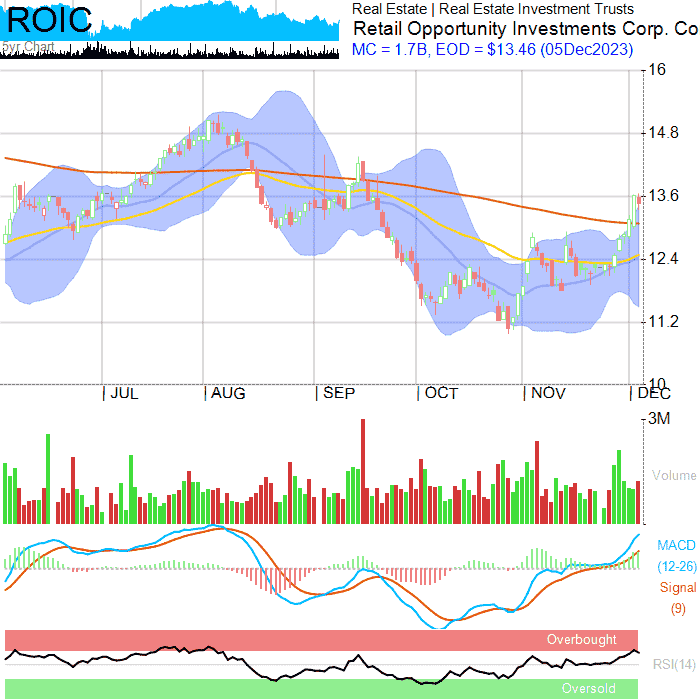 ROIC
5yr Chart
Real Estate | Real Estate Investment Trusts
Retail Opportunity Investments Corp. Co
MC = 1.7B, EOD = $13.46 (05Dec2023)
16
14.8
13.6
12.4
11.2
10
JUL AUG SEP OCT NOV DEC
3M
Volume
MACD
(12-26)
Signal
(9)
Overbought
RSI(14)
Oversold